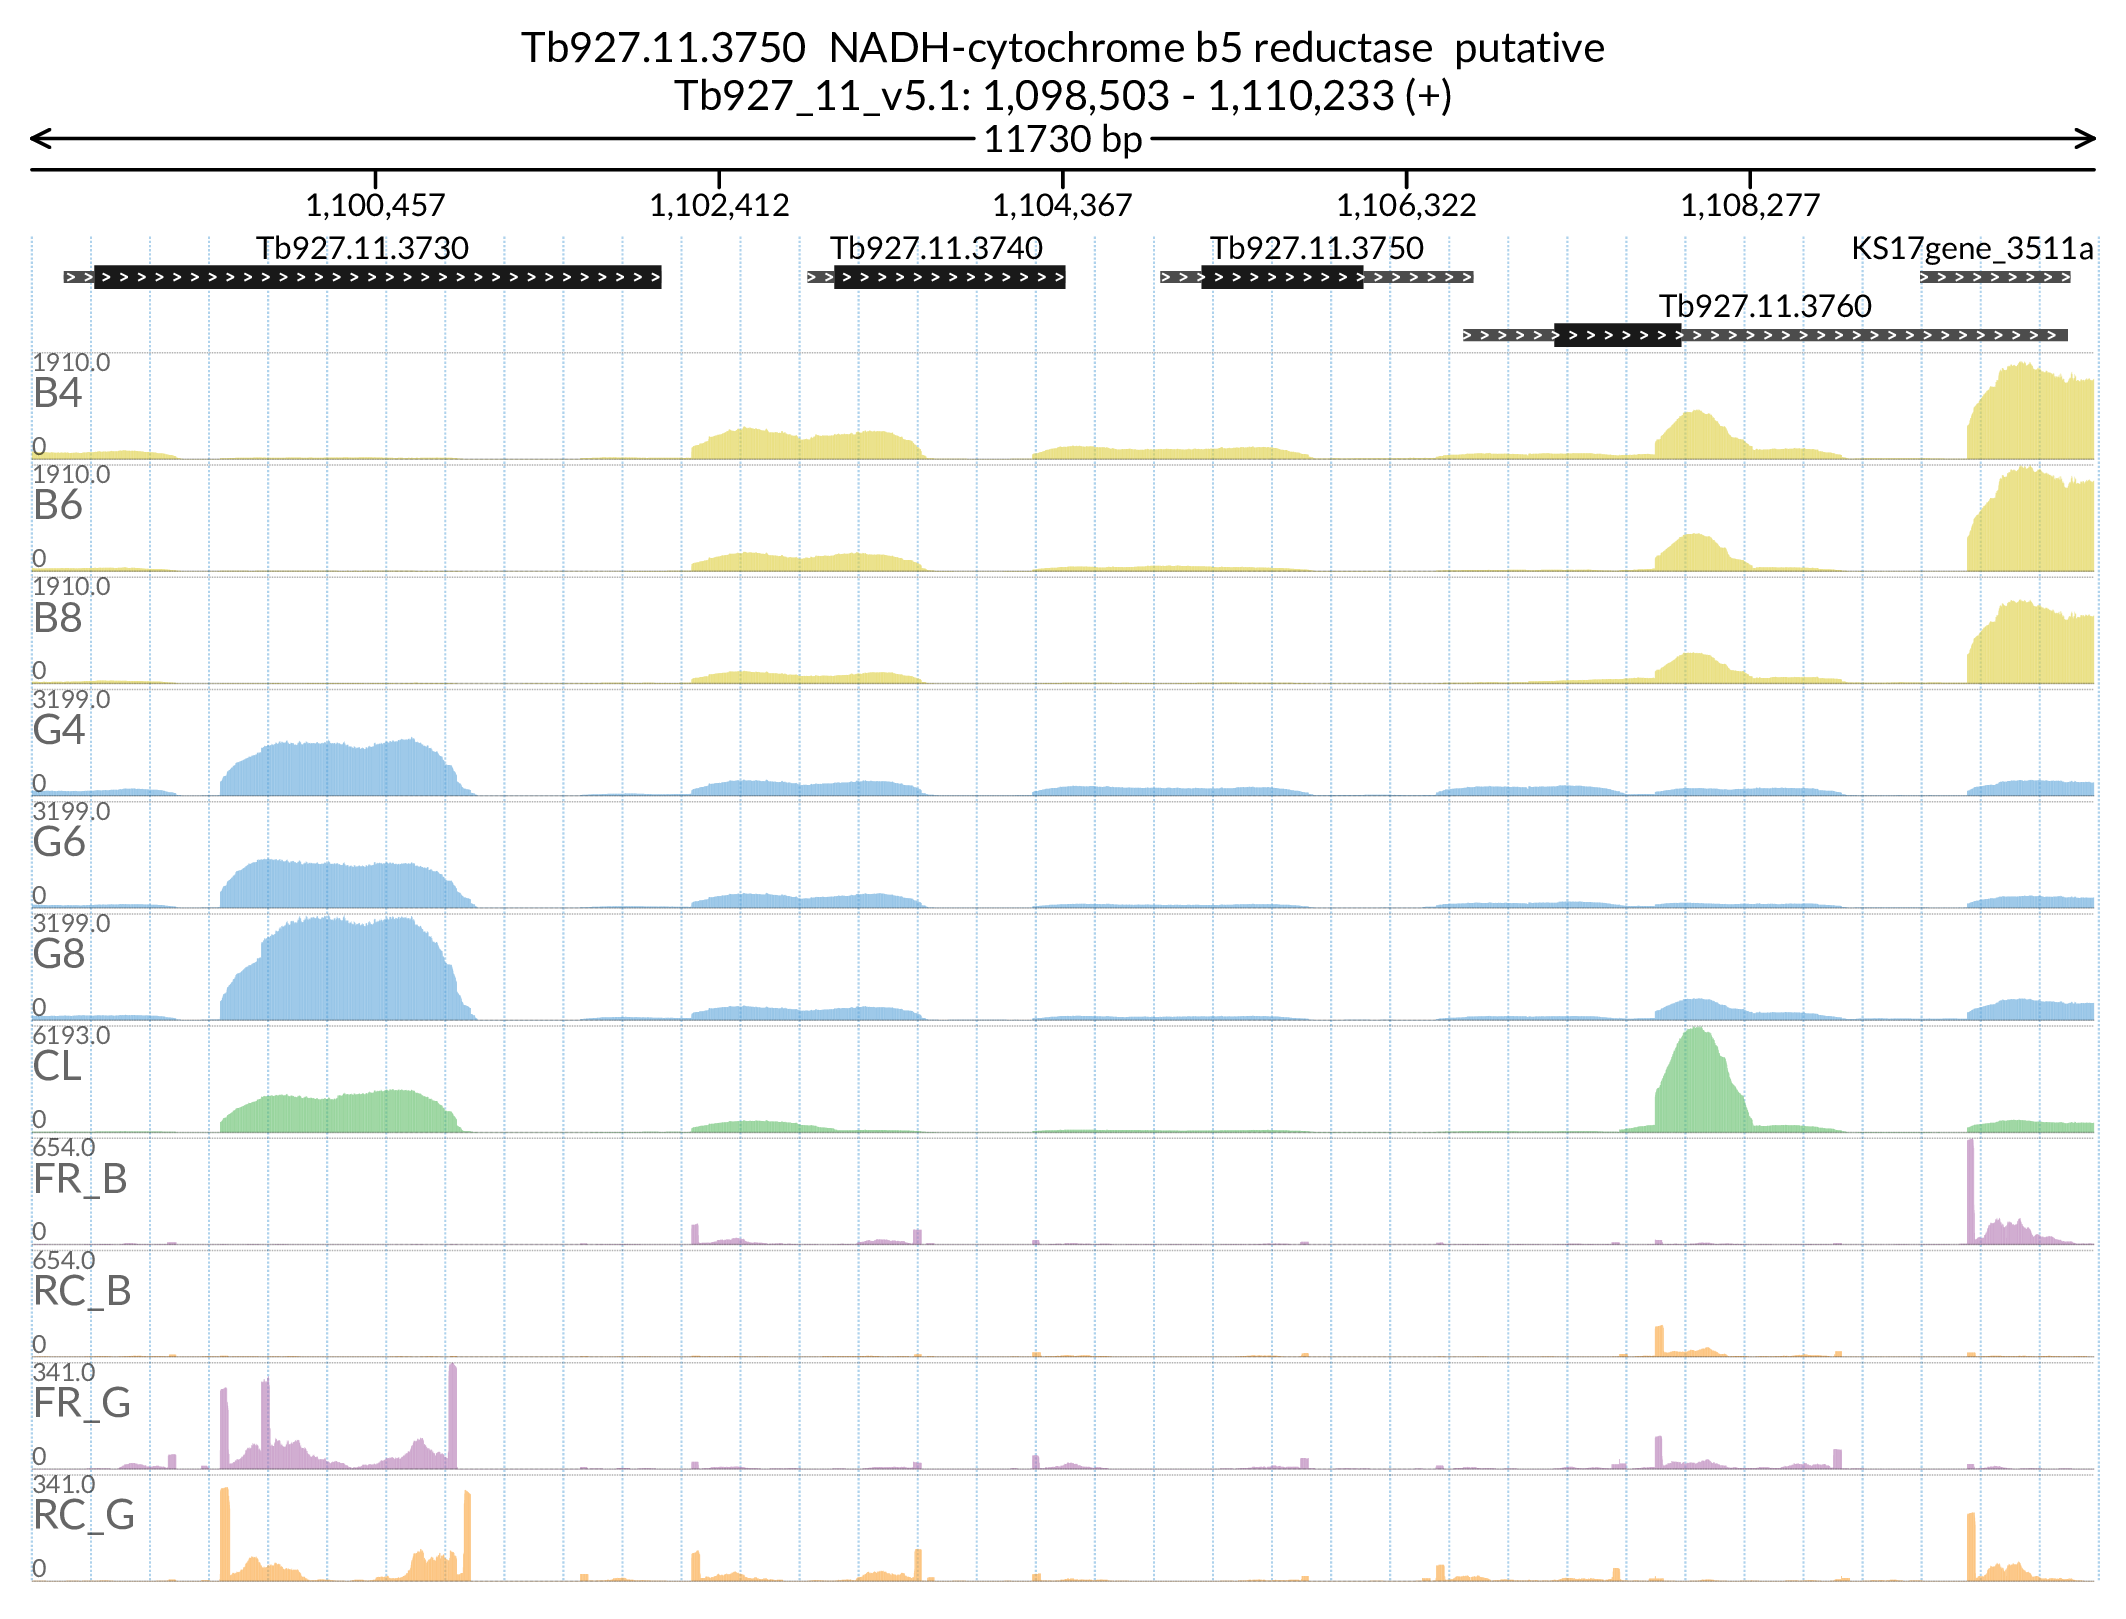 Tb927.11.3750  NADH-cytochrome b5 reductase  putative
Tb927_11_v5.1: 1,098,503 - 1,110,233 (+)
11730 bp
1,100,457 1,102,412 1,104,367 1,106,322 1,108,277
Tb927.11.3730 Tb927.11.3740 Tb927.11.3750 KS17gene_3511a
Tb927.11.3760
1910.0
B4
0
1910.0
B6
0
1910.0
B8
0
3199.0
G4
0
3199.0
G6
0
3199.0
G8
0
6193.0
CL
0
654.0
FR_B
0
654.0
RC_B
0
341.0
FR_G
0
341.0
RC_G
0